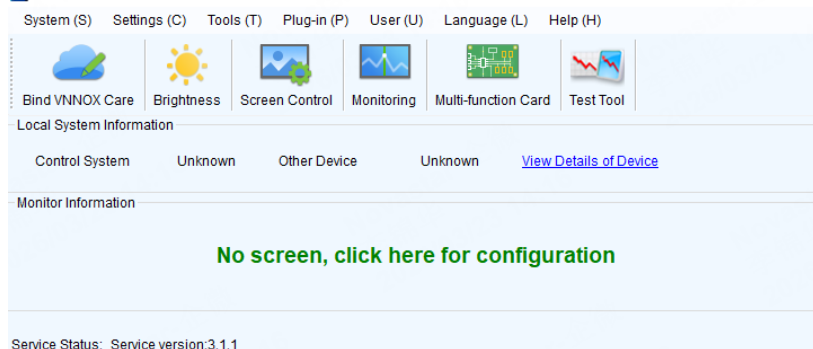 System (S) Settings (C) Tools (T) Plug-in (P) User (U) Language (L) Help (H)
Bind VNNOX Care Brightness Screen Control Monitoring Multi-function Card Test Tool
Local System Information
Control System Unknown Other Device Unknown View Details of Device
Monitor Information
No screen, click here for configuration
Service Status: Service version:3.1.1